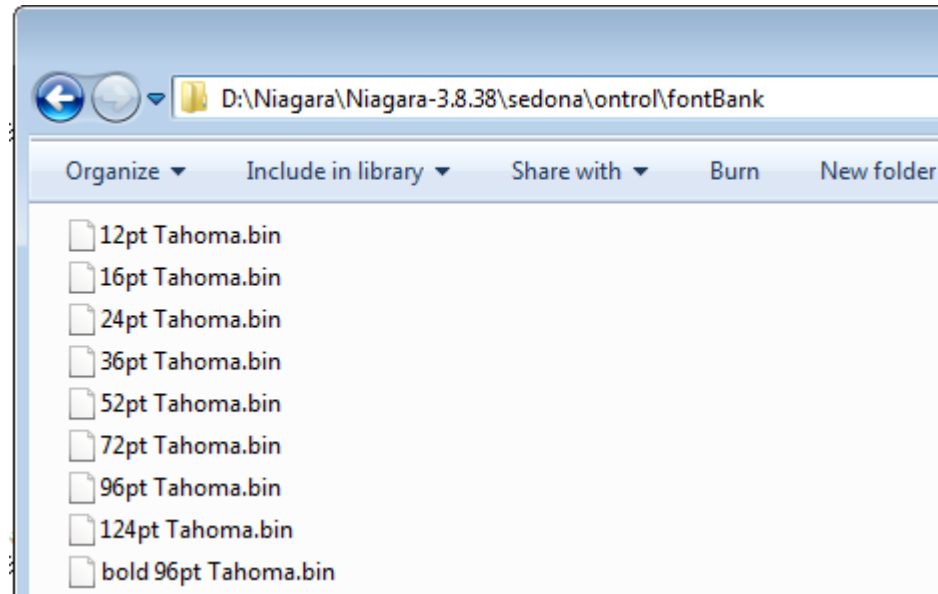 D:\Niagara\Niagara-3.8.38\sedona\ontrol\fontBank
Organize Include in library Share with Burn New folder
12pt Tahoma.bin
16pt Tahoma.bin
24pt Tahoma.bin
36pt Tahoma.bin
52pt Tahoma.bin
72pt Tahoma.bin
96pt Tahoma.bin
124pt Tahoma.bin
bold 96pt Tahoma.bin